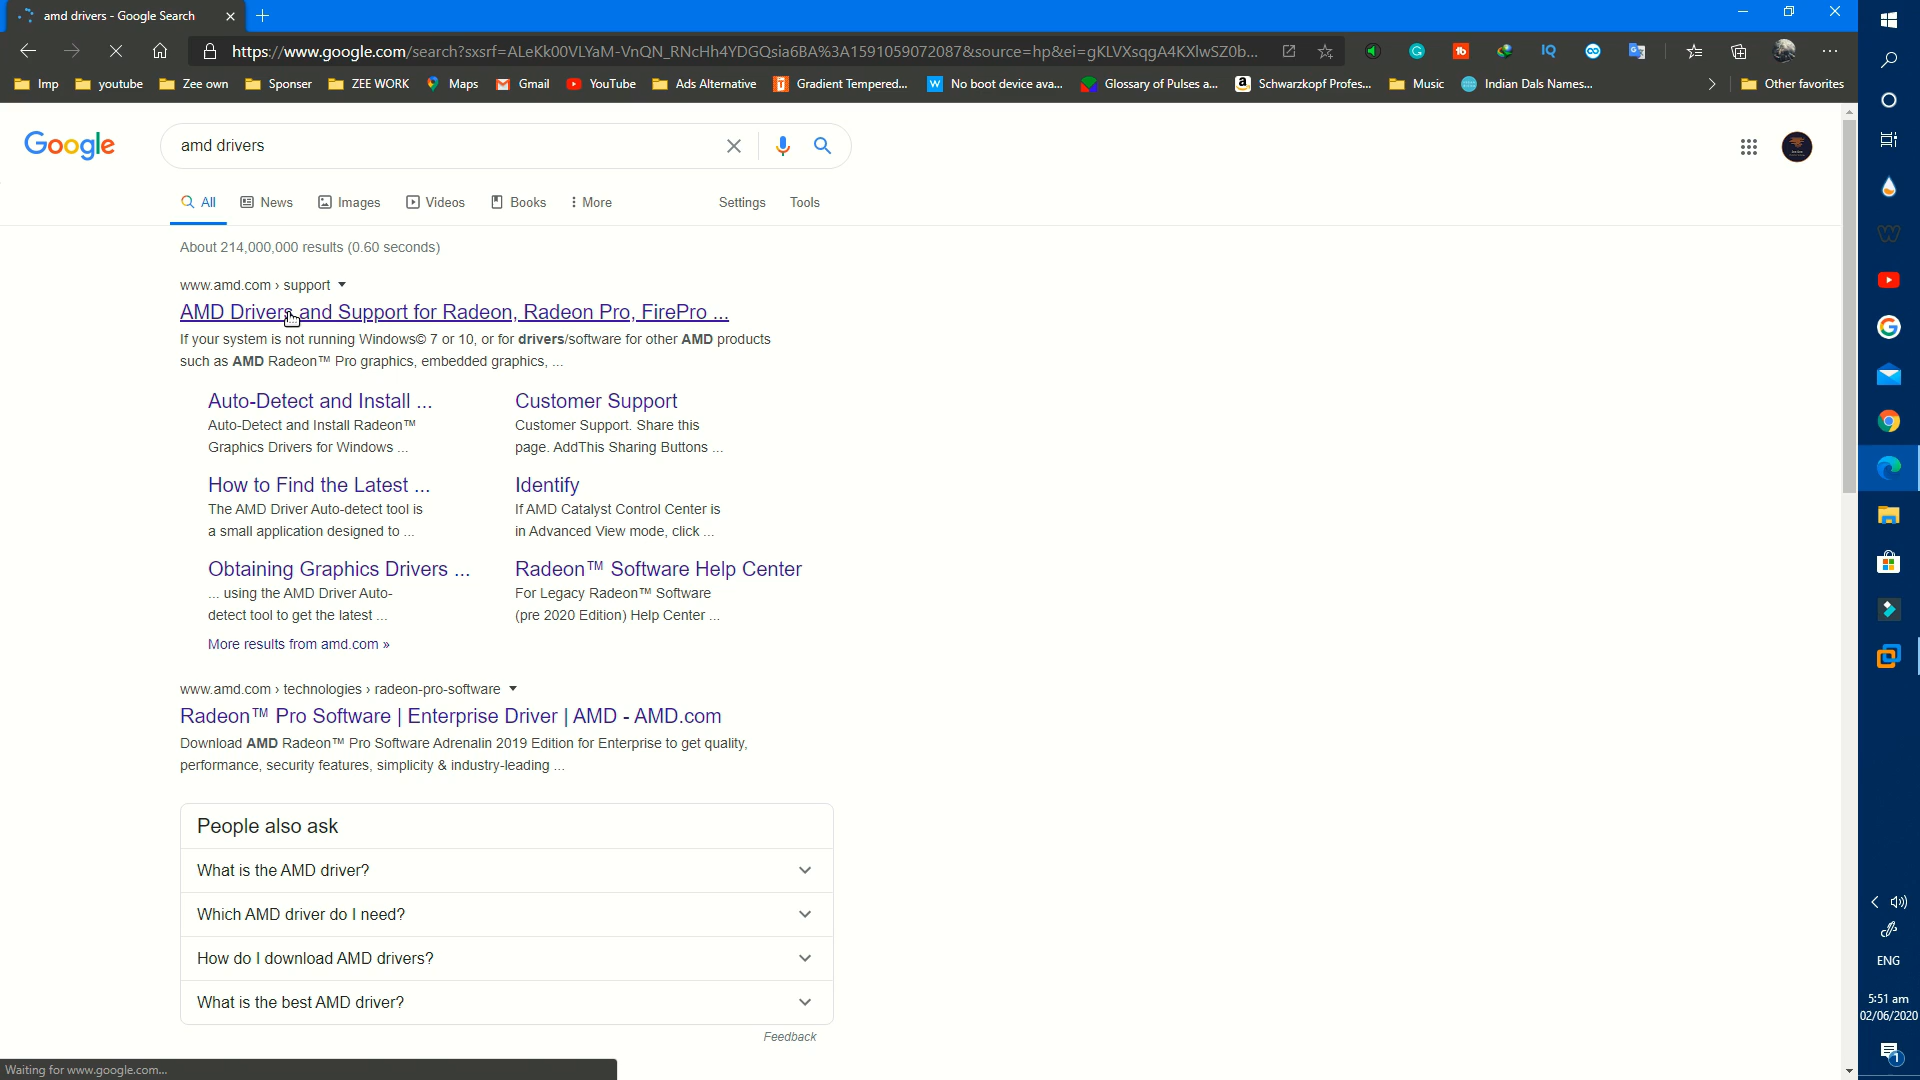 amd drivers - Google Search
https://www.google.com/search?sxsrf=ALeKk00VLYaM-VnQN_RNcHh4YDGQsia6BA%3A1591059072087&source=hp&ei=gKLVXsqgA4KXlwSZ0b...
Imp youtube Zee own Sponser ZEE WORK Maps Gmail YouTube Ads Alternative Gradient Tempered... No boot device ava... Glossary of Pulses a... Schwarzkopf Profes... Music Indian Dals Names... Other favorites
Google
amd drivers
All News Images Videos Books More Settings Tools
About 214,000,000 results (0.60 seconds)
www.amd.com › support
AMD Drivers and Support for Radeon, Radeon Pro, FirePro ...
If your system is not running Windows© 7 or 10, or for drivers/software for other AMD products
such as AMD Radeon™ Pro graphics, embedded graphics, ...
Auto-Detect and Install ...
Auto-Detect and Install Radeon™
Graphics Drivers for Windows ...
Customer Support
Customer Support. Share this
page. AddThis Sharing Buttons ...
How to Find the Latest ...
The AMD Driver Auto-detect tool is
a small application designed to ...
Identify
If AMD Catalyst Control Center is
in Advanced View mode, click ...
Obtaining Graphics Drivers ...
... using the AMD Driver Auto-
detect tool to get the latest ...
Radeon™ Software Help Center
For Legacy Radeon™ Software
(pre 2020 Edition) Help Center ...
More results from amd.com »
www.amd.com › technologies › radeon-pro-software
Radeon™ Pro Software | Enterprise Driver | AMD - AMD.com
Download AMD Radeon™ Pro Software Adrenalin 2019 Edition for Enterprise to get quality,
performance, security features, simplicity & industry-leading ...
People also ask
What is the AMD driver?
Which AMD driver do I need?
How do I download AMD drivers?
What is the best AMD driver?
Feedback
Waiting for www.google.com...
ENG
5:51 am
02/06/2020
1